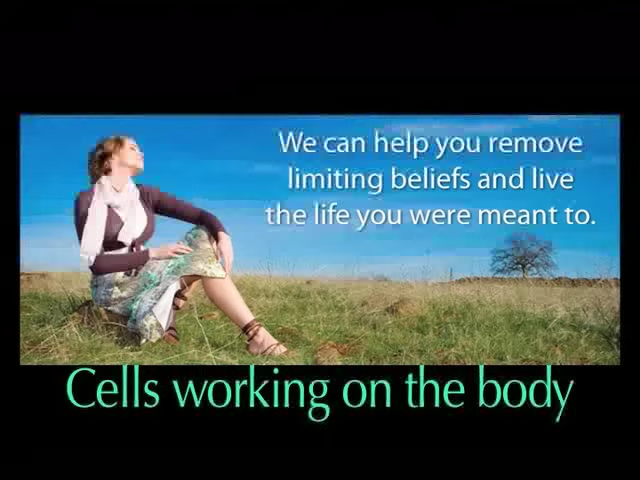 We can help you remove
limiting beliefs and live
the life you were meant to.
Cells working on the body